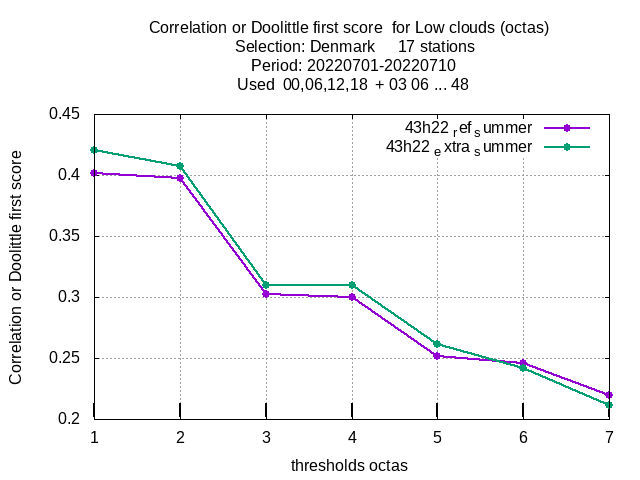 Correlation or Doolittle first score  for Low clouds (octas)
Selection: Denmark     17 stations
Period: 20220701-20220710
Used  00,06,12,18  + 03 06 ... 48
43h22 ref summer
43h22 extra summer
Correlation or Doolittle first score
0.45
0.4
0.35
0.3
0.25
0.2
1 2 3 4 5 6 7
thresholds octas